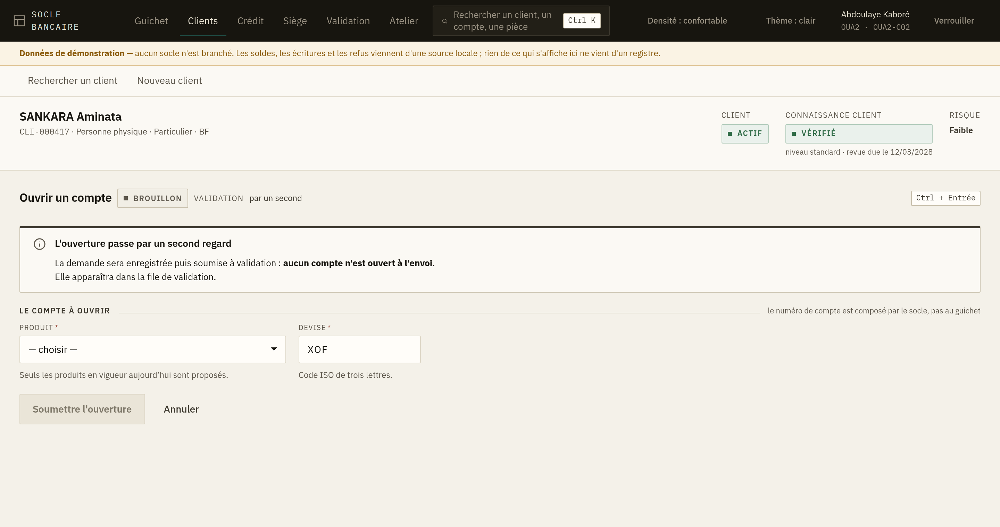 SOCLE
BANCAIRE
Guichet
Clients
Crédit
Siège
Validation
Atelier
Rechercher un client, un
compte, une pièce
Ctrl K
Densité : confortable
Thème : clair
Abdoulaye Kaboré
OUA2 · OUA2-C02
Verrouiller
Données de démonstration — aucun socle n'est branché. Les soldes, les écritures et les refus viennent d'une source locale ; rien de ce qui s'affiche ici ne vient d'un registre.
Rechercher un client
Nouveau client
SANKARA Aminata
CLI-000417 · Personne physique · Particulier · BF
CLIENT
ACTIF
CONNAISSANCE CLIENT
VÉRIFIÉ
niveau standard · revue due le 12/03/2028
RISQUE
Faible
Ouvrir un compte
BROUILLON
VALIDATION par un second
Ctrl + Entrée
L'ouverture passe par un second regard
La demande sera enregistrée puis soumise à validation : aucun compte n'est ouvert à l'envoi.
Elle apparaîtra dans la file de validation.
LE COMPTE À OUVRIR
le numéro de compte est composé par le socle, pas au guichet
PRODUIT *
— choisir —
Seuls les produits en vigueur aujourd’hui sont proposés.
DEVISE *
XOF
Code ISO de trois lettres.
Soumettre l'ouverture
Annuler